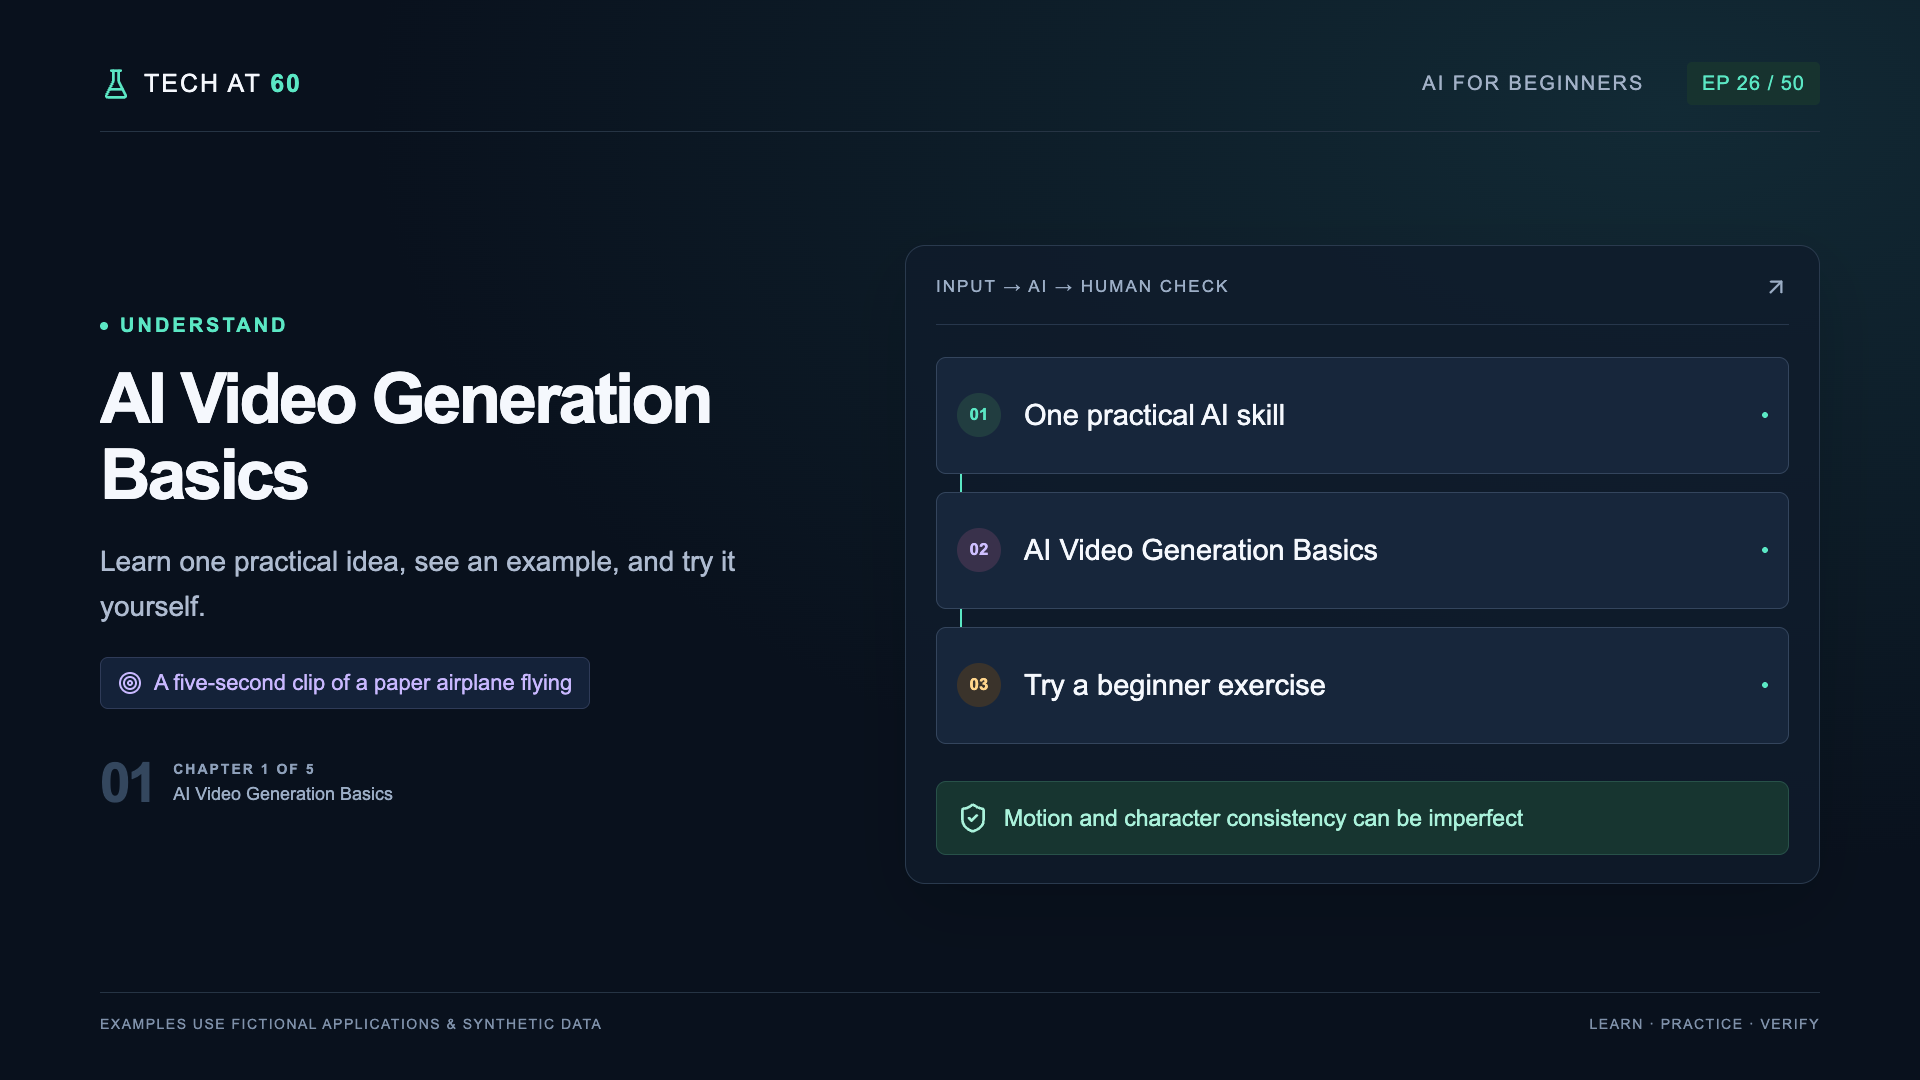 TECH AT 60
AI FOR BEGINNERS
EP 26 / 50
UNDERSTAND
AI Video Generation
Basics
Learn one practical idea, see an example, and try it
yourself.
A five-second clip of a paper airplane flying
01
CHAPTER 1 OF 5
AI Video Generation Basics
INPUT → AI → HUMAN CHECK
01
One practical AI skill
02
AI Video Generation Basics
03
Try a beginner exercise
Motion and character consistency can be imperfect
EXAMPLES USE FICTIONAL APPLICATIONS & SYNTHETIC DATA
LEARN · PRACTICE · VERIFY